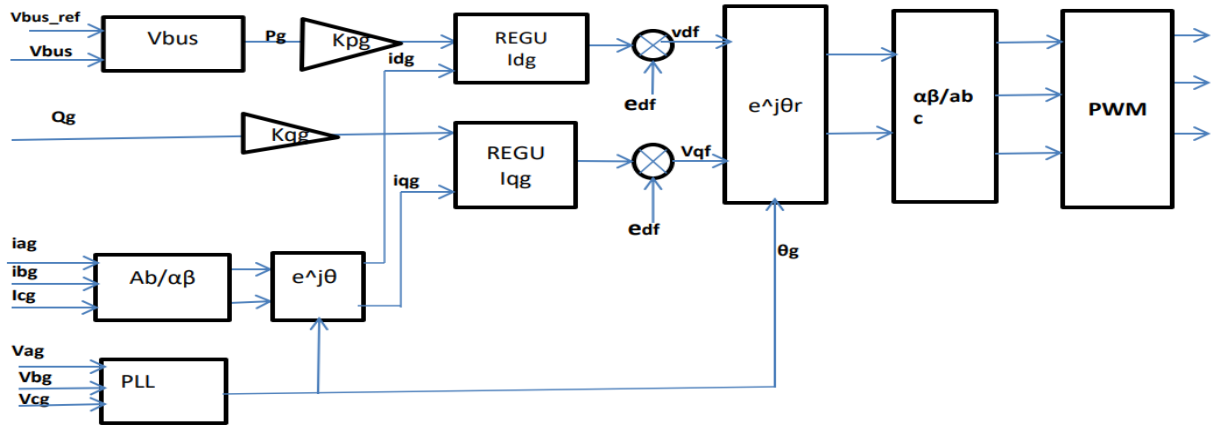 Vbus_ref
Vbus
Vbus
Pg
Kpg
idg
REGU
Idg
vdf
edf
Qg
Kqg
iqg
REGU
Iqg
Vqf
edf
e^jθr
θg
αβ/ab
c
PWM
iag
ibg
Icg
Ab/αβ
e^jθ
Vag
Vbg
Vcg
PLL